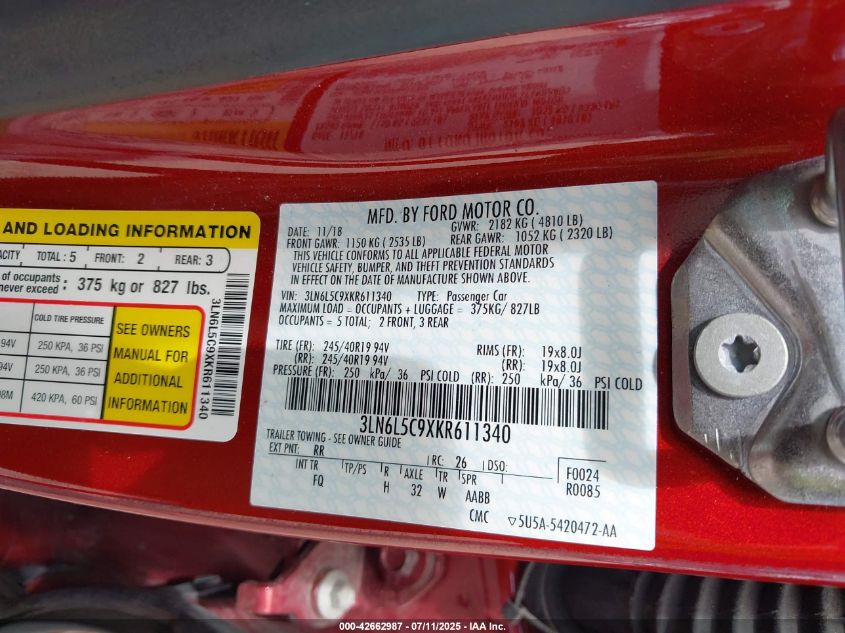 AND LOADING INFORMATION
ACITY TOTAL: 5 FRONT: 2 REAR: 3
of occupants
never exceed: 375 kg or 827 lbs.
COLD TIRE PRESSURE
94V 250 KPA, 36 PSI
94V 250 KPA, 36 PSI
98M 420 KPA, 60 PSI
SEE OWNERS
MANUAL FOR
ADDITIONAL
INFORMATION
3LN6L5C9XKR611340
MFD. BY FORD MOTOR CO.
11/18 GVWR: 2182 KG ( 4810 LB)
FRONT GAWR: 1150 KG ( 2535 LB) REAR GAWR: 1052 KG ( 2320 LB)
THIS VEHICLE CONFORMS TO ALL APPLICABLE FEDERAL MOTOR
VEHICLE SAFETY, BUMPER, AND THEFT PREVENTION STANDARDS
IN EFFECT ON THE DATE OF MANUFACTURE SHOWN ABOVE.
VIN: 3LN6L5C9XKR611340 TYPE: Passenger Car
MAXIMUM LOAD = OCCUPANTS + LUGGAGE = 375KG/ 827LB
OCCUPANTS = 5 TOTAL; 2 FRONT, 3 REAR
TIRE (FR): 245/40R19 94V RIMS (FR): 19x8.0J
(RR): 245/40R19 94V (RR): 19x8.0J
PRESSURE (FR): 250 kPa/ 36 PSI COLD (RR): 250 kPa/ 36 PSI COLD
3LN6L5C9XKR611340
TRAILER TOWING - SEE OWNER GUIDE
EXT PNT: RR RC: 26 DSO: F0024
INT TR TP/PS R AXLE TR SPR R0085
FQ H 32 W AABB
CMC 5U5A-5420472-AA
000-42662987 - 07/11/2025 - IAA Inc.